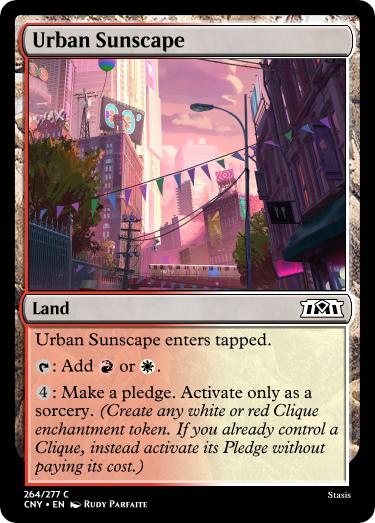 Urban Sunscape
Land
Urban Sunscape enters tapped.
: Add or .
4: Make a pledge. Activate only as a
sorcery. (Create any white or red Clique
enchantment token. If you already control a
Clique, instead activate its Pledge without
paying its cost.)
264/277 C
Stasis
CNY • EN RUDY PARFAITE